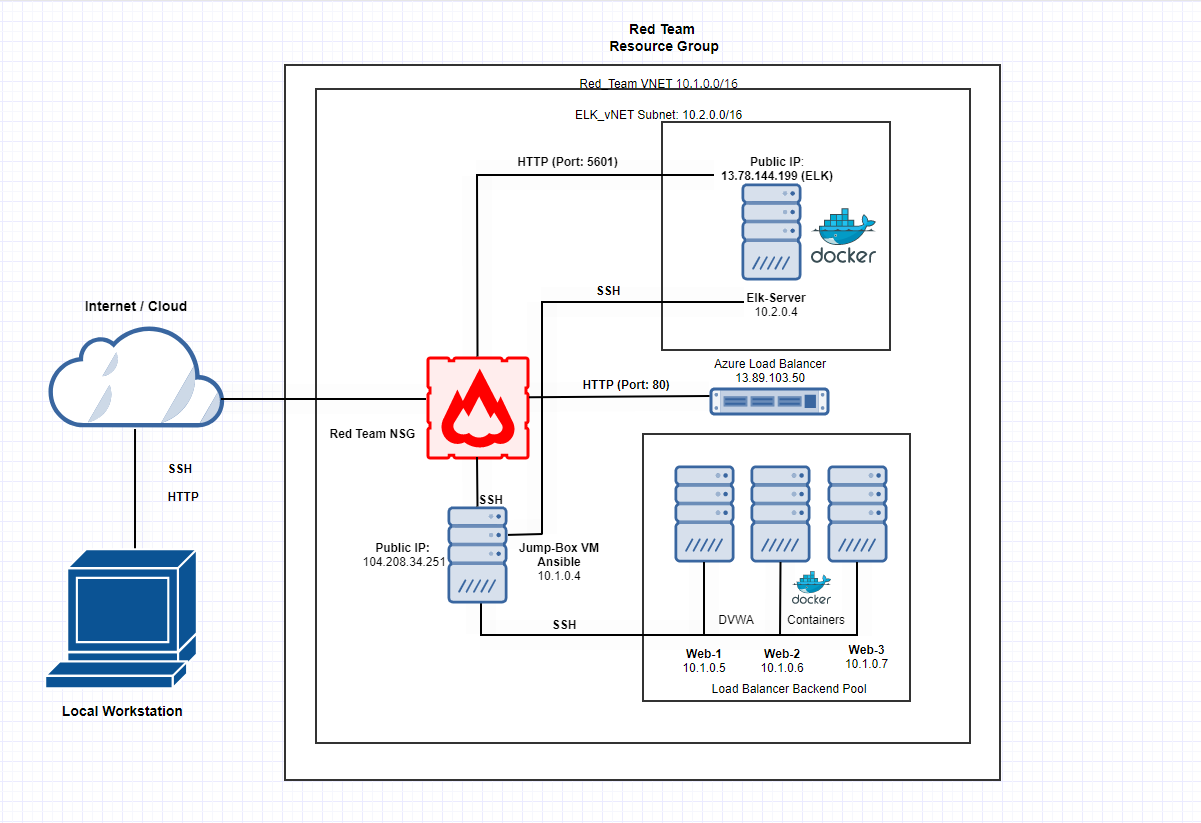 Red Team
Resource Group
Red_Team VNET 10.1.0.0/16
ELK_vNET Subnet: 10.2.0.0/16
HTTP (Port: 5601)
Public IP:
13.78.144.199 (ELK)
docker
SSH
Elk-Server
10.2.0.4
Internet / Cloud
Azure Load Balancer
13.89.103.50
HTTP (Port: 80)
Red Team NSG
SSH
HTTP
SSH
Public IP:
104.208.34.251
Jump-Box VM
Ansible
10.1.0.4
docker
DVWA
Containers
SSH
Web-1
10.1.0.5
Web-2
10.1.0.6
Web-3
10.1.0.7
Load Balancer Backend Pool
Local Workstation